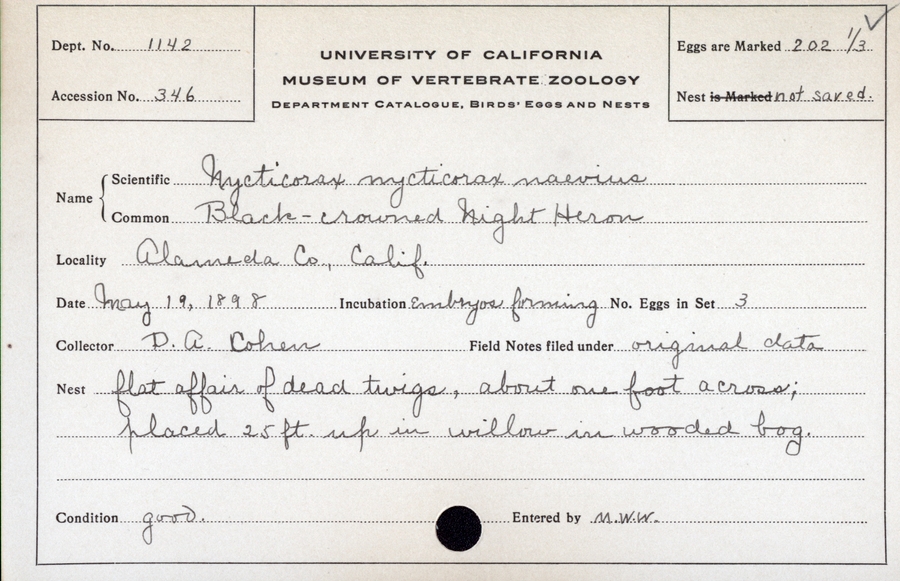 Dept. No. 1142
Accession No. 346
UNIVERSITY OF CALIFORNIA
MUSEUM OF VERTEBRATE ZOOLOGY
DEPARTMENT CATALOGUE, BIRDS' EGGS AND NESTS
Eggs are Marked 202 1/3
Nest is Marked not saved.
Name
Scientific Nycticorax nycticorax naevius
Common Black-crowned Night Heron
Locality Alameda Co., Calif.
Date May 19, 1898 Incubation Embryos forming No. Eggs in Set 3
Collector D. A. Cohen Field Notes filed under original data
Nest flat affair of dead twigs, about one foot across;
placed 25 ft. up in willow in wooded bog.
Condition good. Entered by M.W.W.